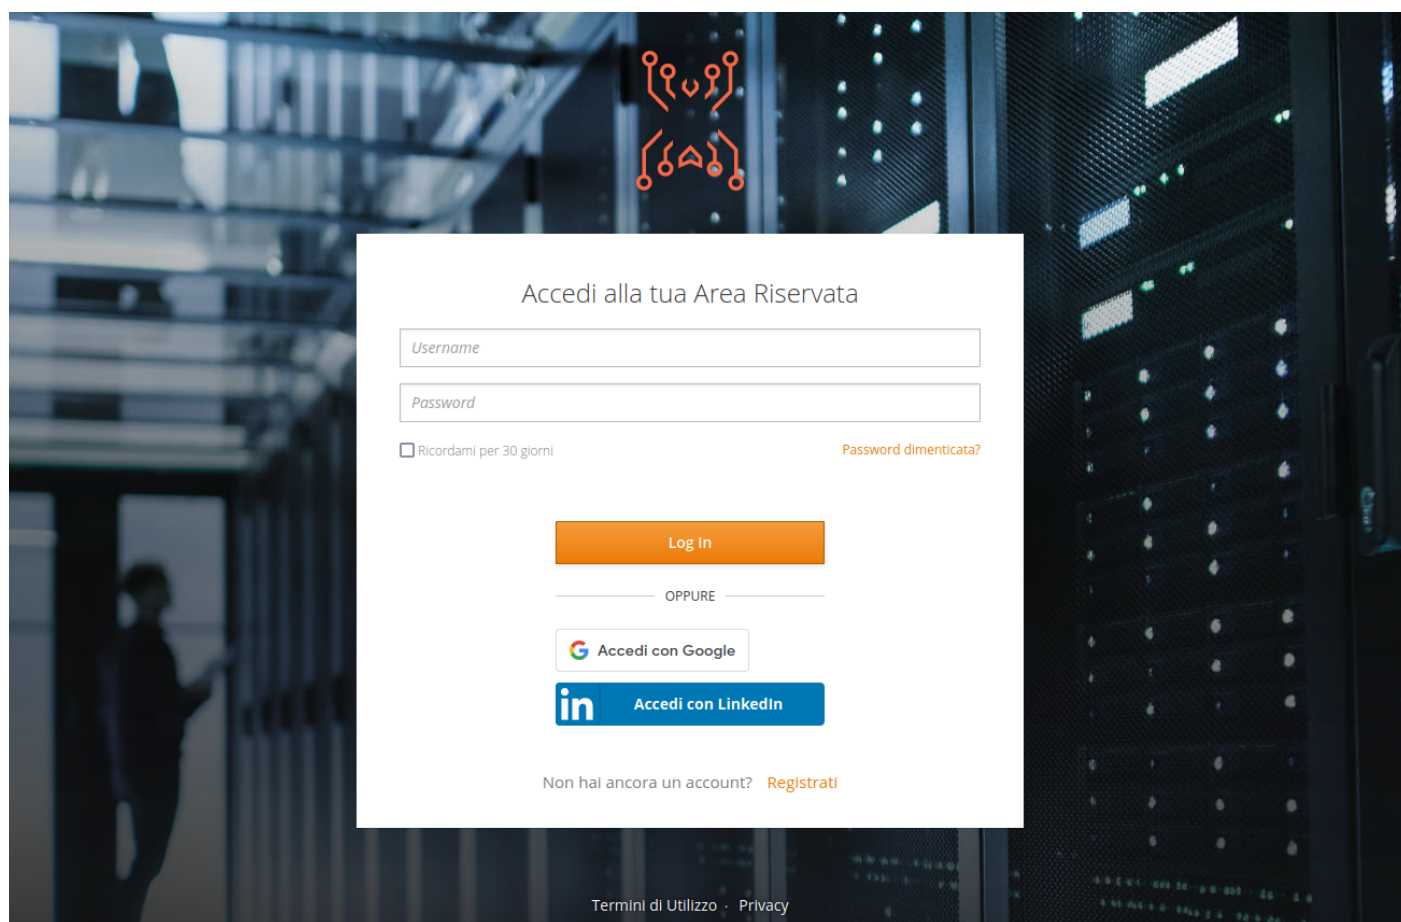 Accedi alla tua Area Riservata
Username
Password
Ricordami per 30 giorni
Password dimenticata?
Log In
OPPURE
Accedi con Google
in Accedi con LinkedIn
Non hai ancora un account? Registrati
Termini di Utilizzo · Privacy